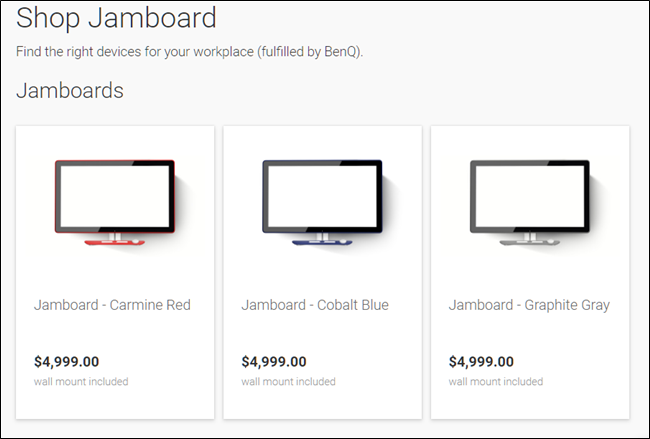 Shop Jamboard
Find the right devices for your workplace (fulfilled by BenQ).
Jamboards
Jamboard - Carmine Red
Jamboard - Cobalt Blue
Jamboard - Graphite Gray
$4,999.00
$4,999.00
$4,999.00
wall mount included
wall mount included
wall mount included